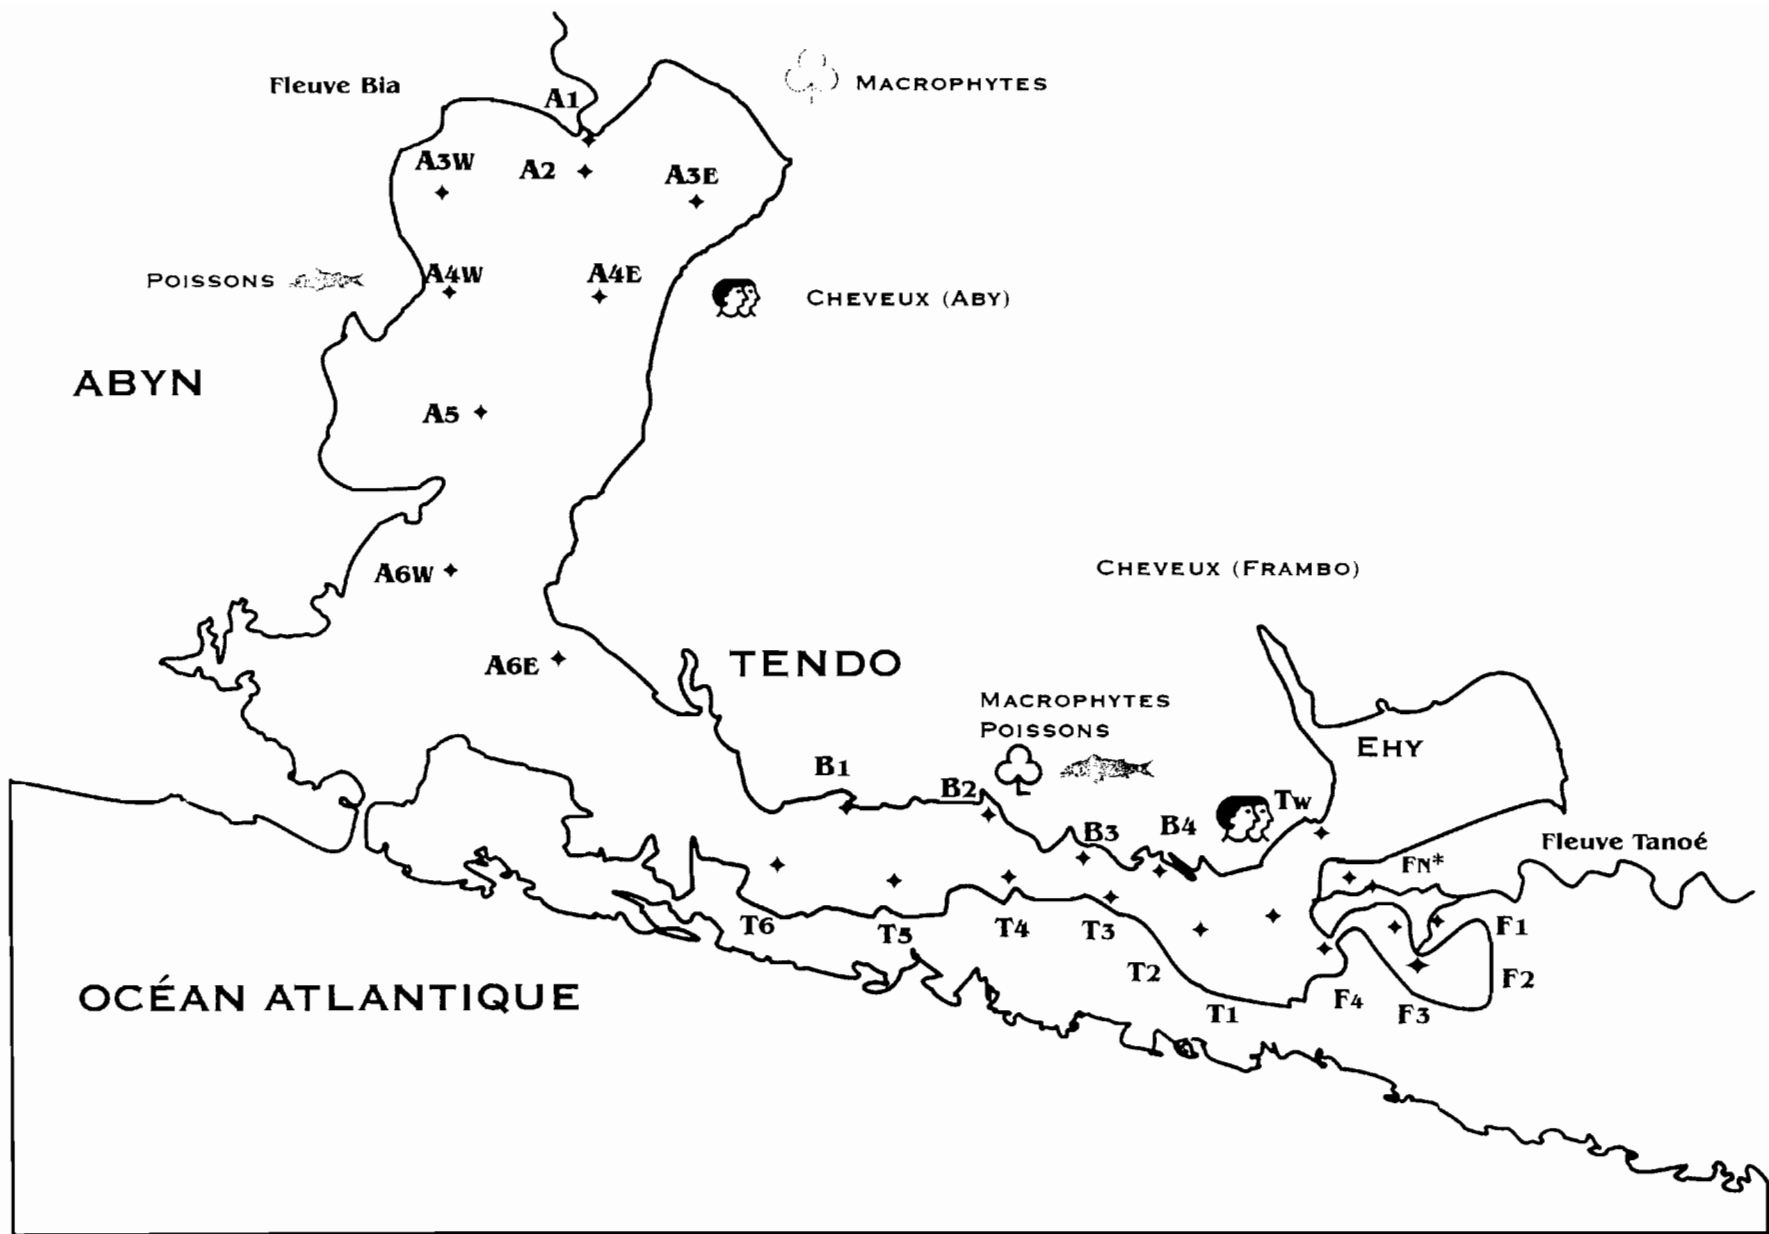 Fleuve Bia
A1
MACROPHYTES
A3W
A2
A3E
POISSONS
A4W
A4E
CHEVEUX (ABY)
ABYN
A5
A6W
CHEVEUX (FRAMBO)
A6E
TENDO
MACROPHYTES
POISSONS
EHY
B1
B2
Tw
B3
B4
Fleuve Tanoé
FN*
T6
T5
T4
T3
F1
T2
F2
OCÉAN ATLANTIQUE
T1
F4
F3